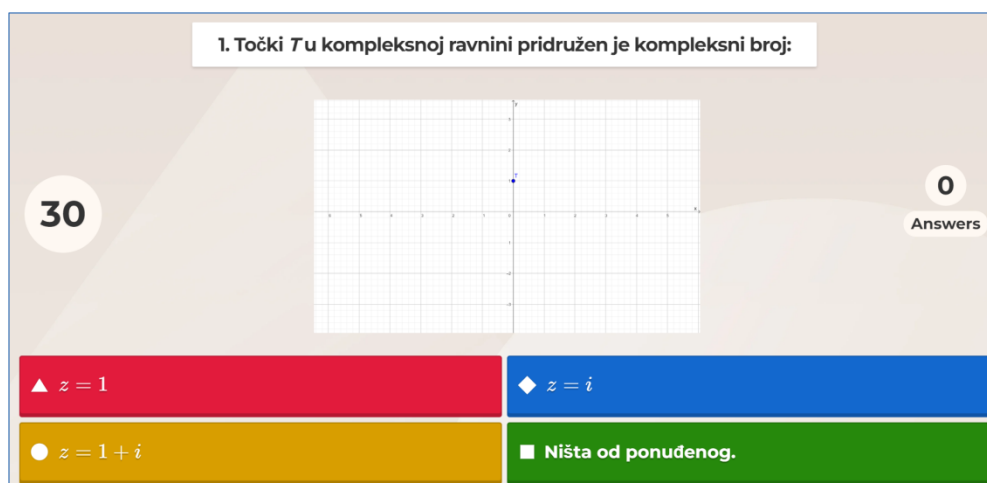 1. Točki T u kompleksnoj ravnini pridružen je kompleksni broj:
y
T
x
30
0
Answers
z = 1
z = i
z = 1 + i
Ništa od ponuđenog.